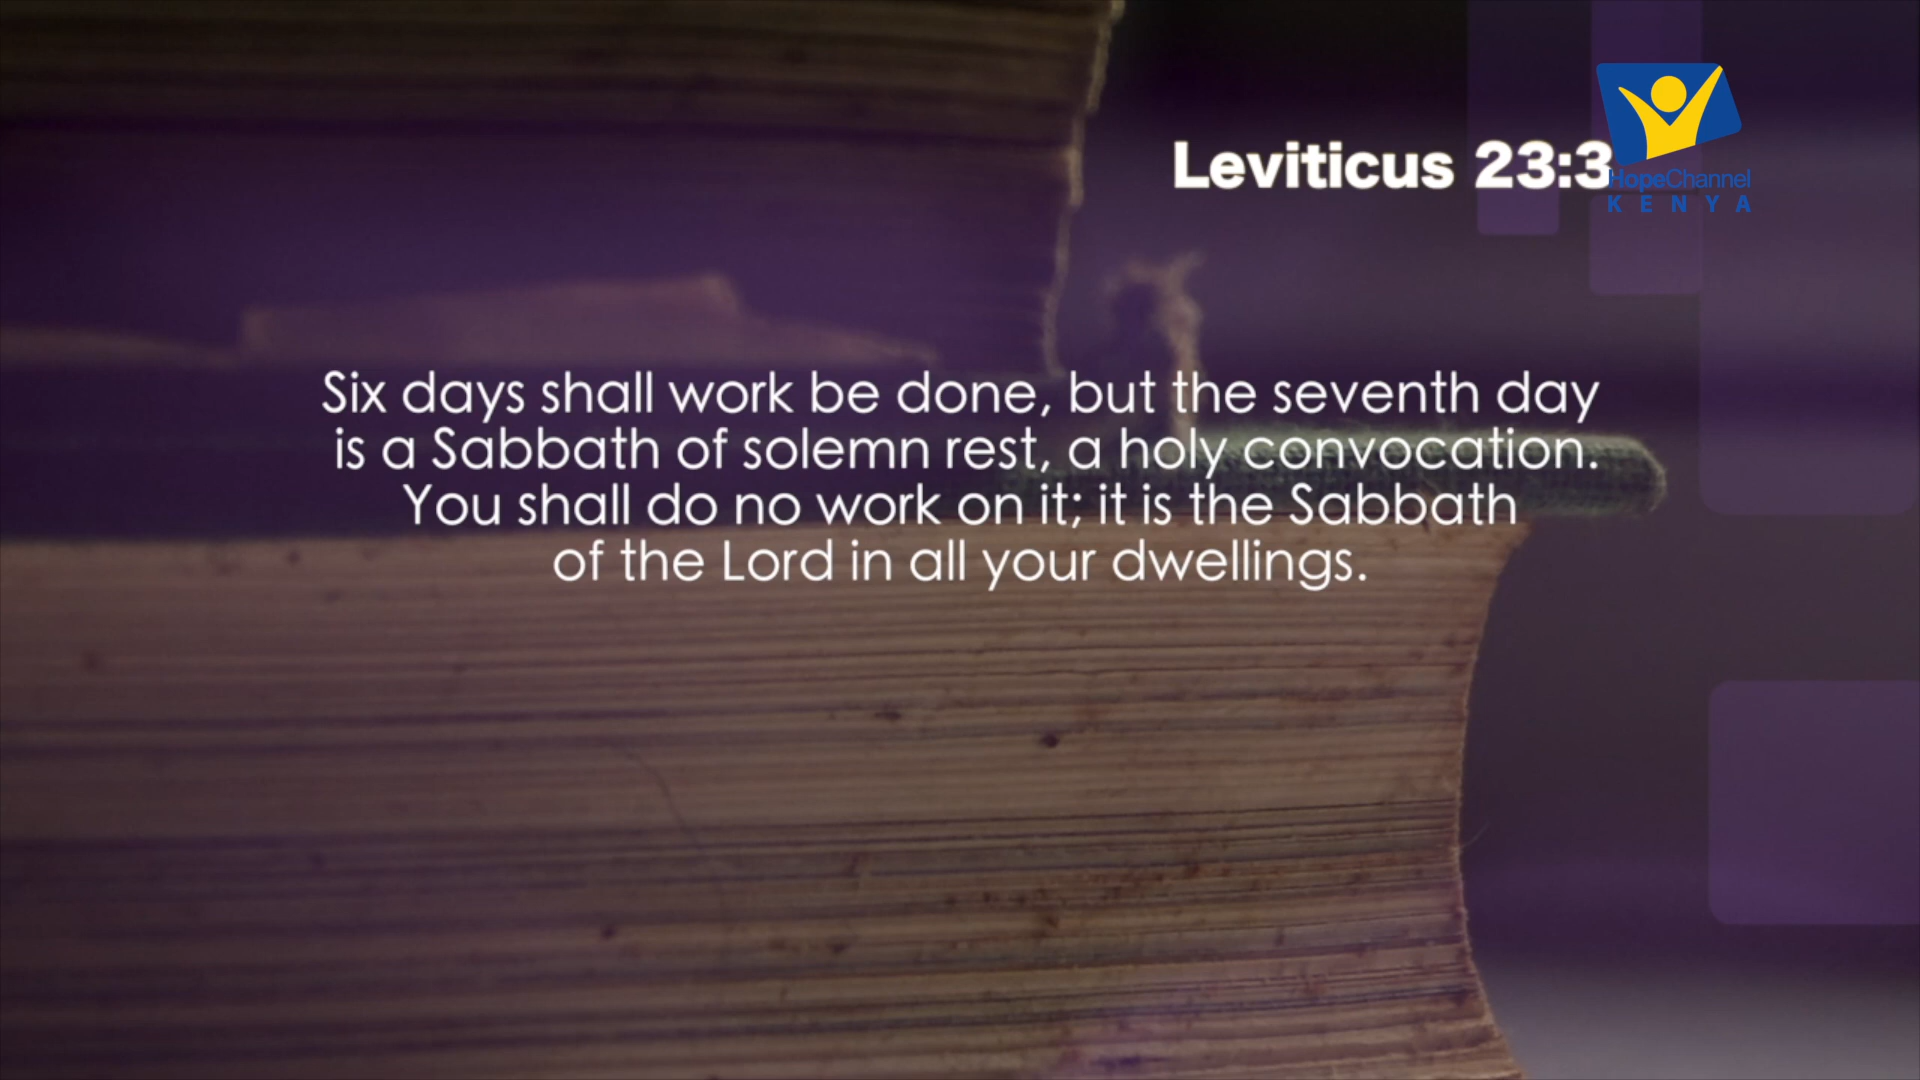 Leviticus 23:3
HopeChannel
KENYA
Six days shall work be done, but the seventh day
is a Sabbath of solemn rest, a holy convocation.
You shall do no work on it; it is the Sabbath
of the Lord in all your dwellings.